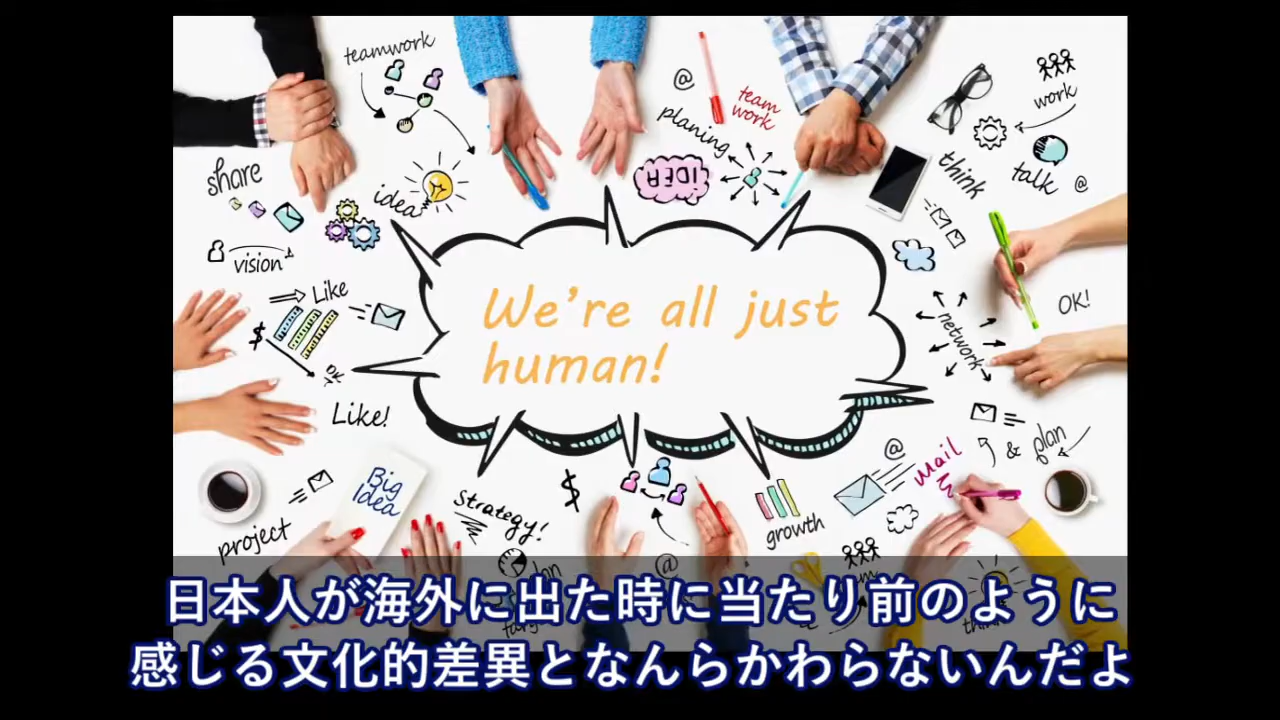 teamwork
@
team
work
planing
work
share
idea
IDEA
think
talk
@
vision
Like
OK!
$
We're all just
human!
network
OK
Like!
@
& plan
Mail
Big
Idea
$
strategy!
project
growth
@
日本人が海外に出た時に当たり前のように
感じる文化的差異となんらかわらないんだよ